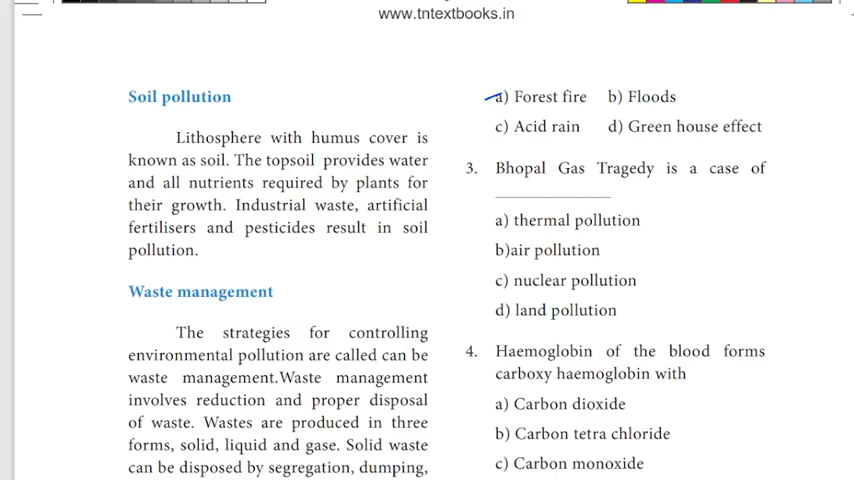 www.tntextbooks.in
Soil pollution
Lithosphere with humus cover is
known as soil. The topsoil provides water
and all nutrients required by plants for
their growth. Industrial waste, artificial
fertilisers and pesticides result in soil
pollution.
Waste management
The strategies for controlling
environmental pollution are called can be
waste management.Waste management
involves reduction and proper disposal
of waste. Wastes are produced in three
forms, solid, liquid and gase. Solid waste
can be disposed by segregation, dumping,
a) Forest fire b) Floods
c) Acid rain d) Green house effect
3. Bhopal Gas Tragedy is a case of
a) thermal pollution
b)air pollution
c) nuclear pollution
d) land pollution
4. Haemoglobin of the blood forms
carboxy haemoglobin with
a) Carbon dioxide
b) Carbon tetra chloride
c) Carbon monoxide